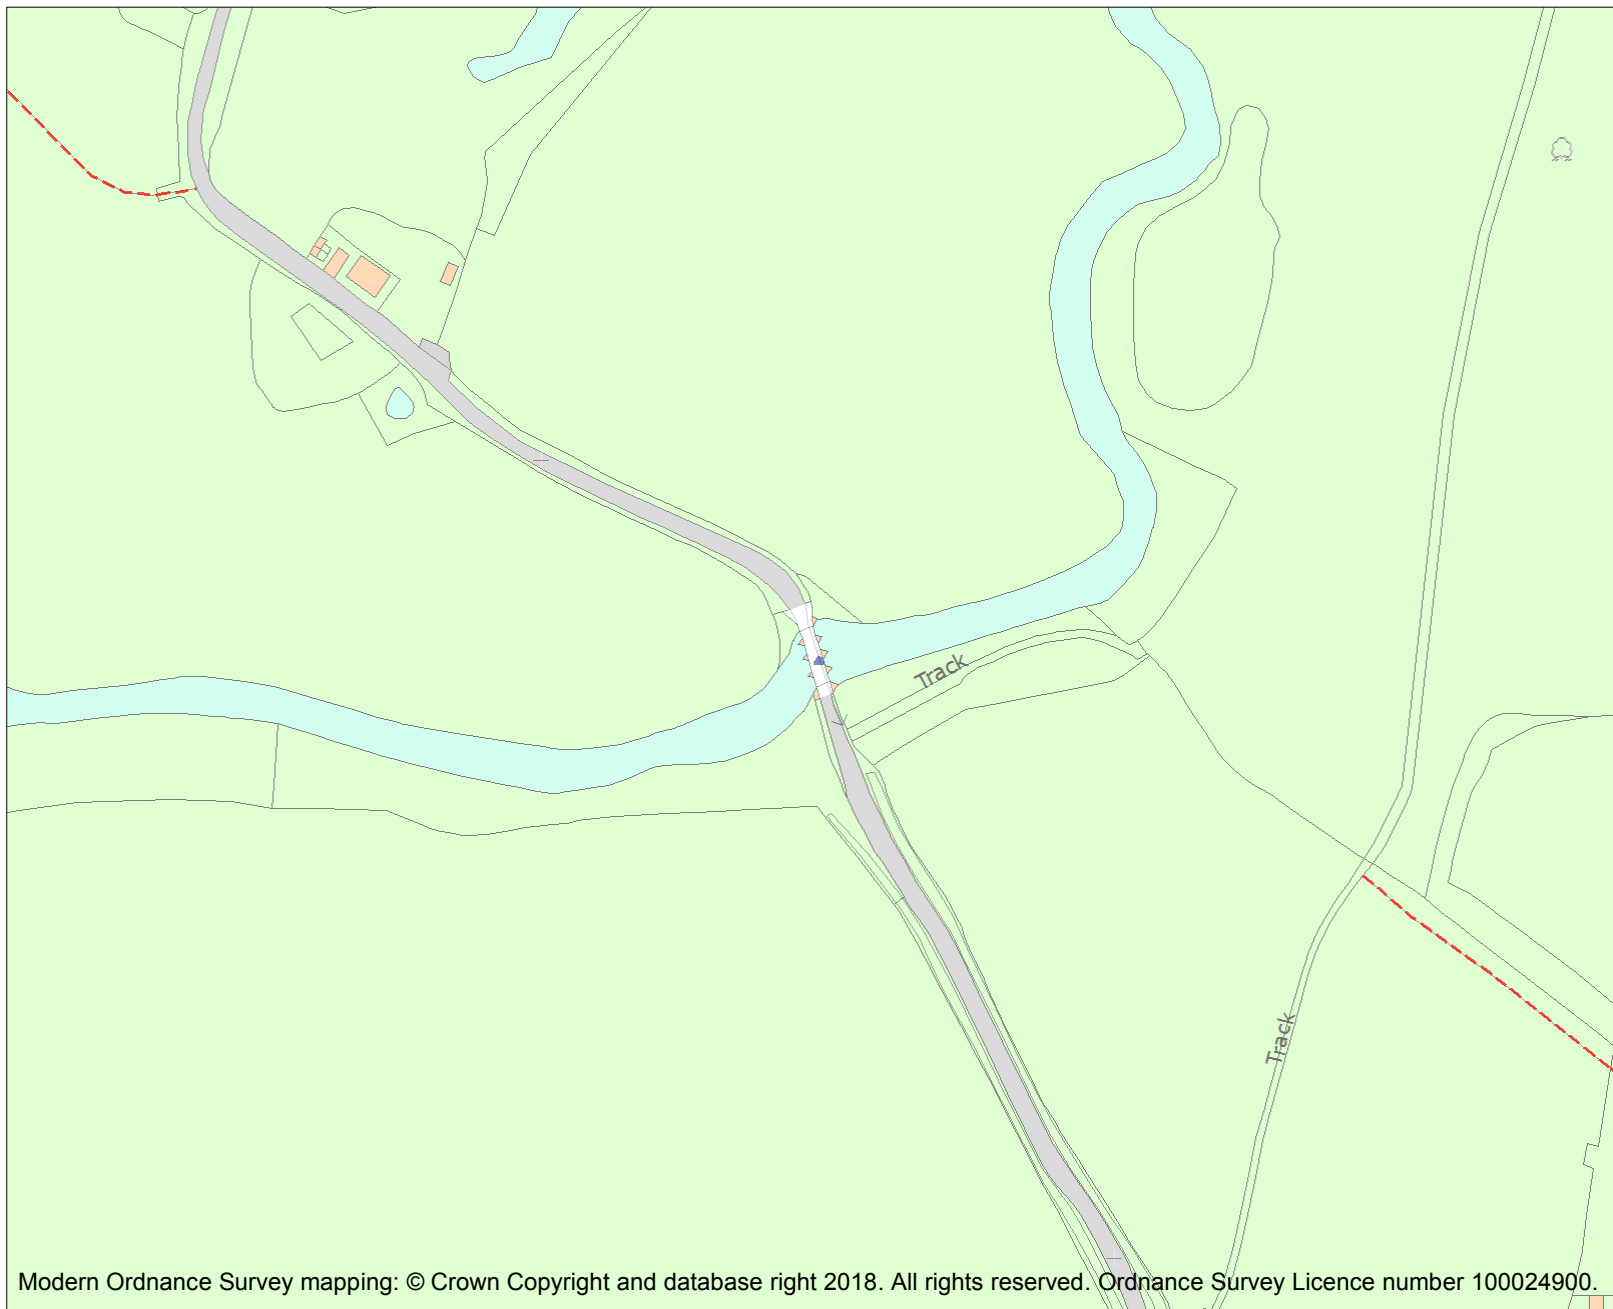 Track
Track
Modern Ordnance Survey mapping: © Crown Copyright and database right 2018. All rights reserved. Ordnance Survey Licence number 100024900.